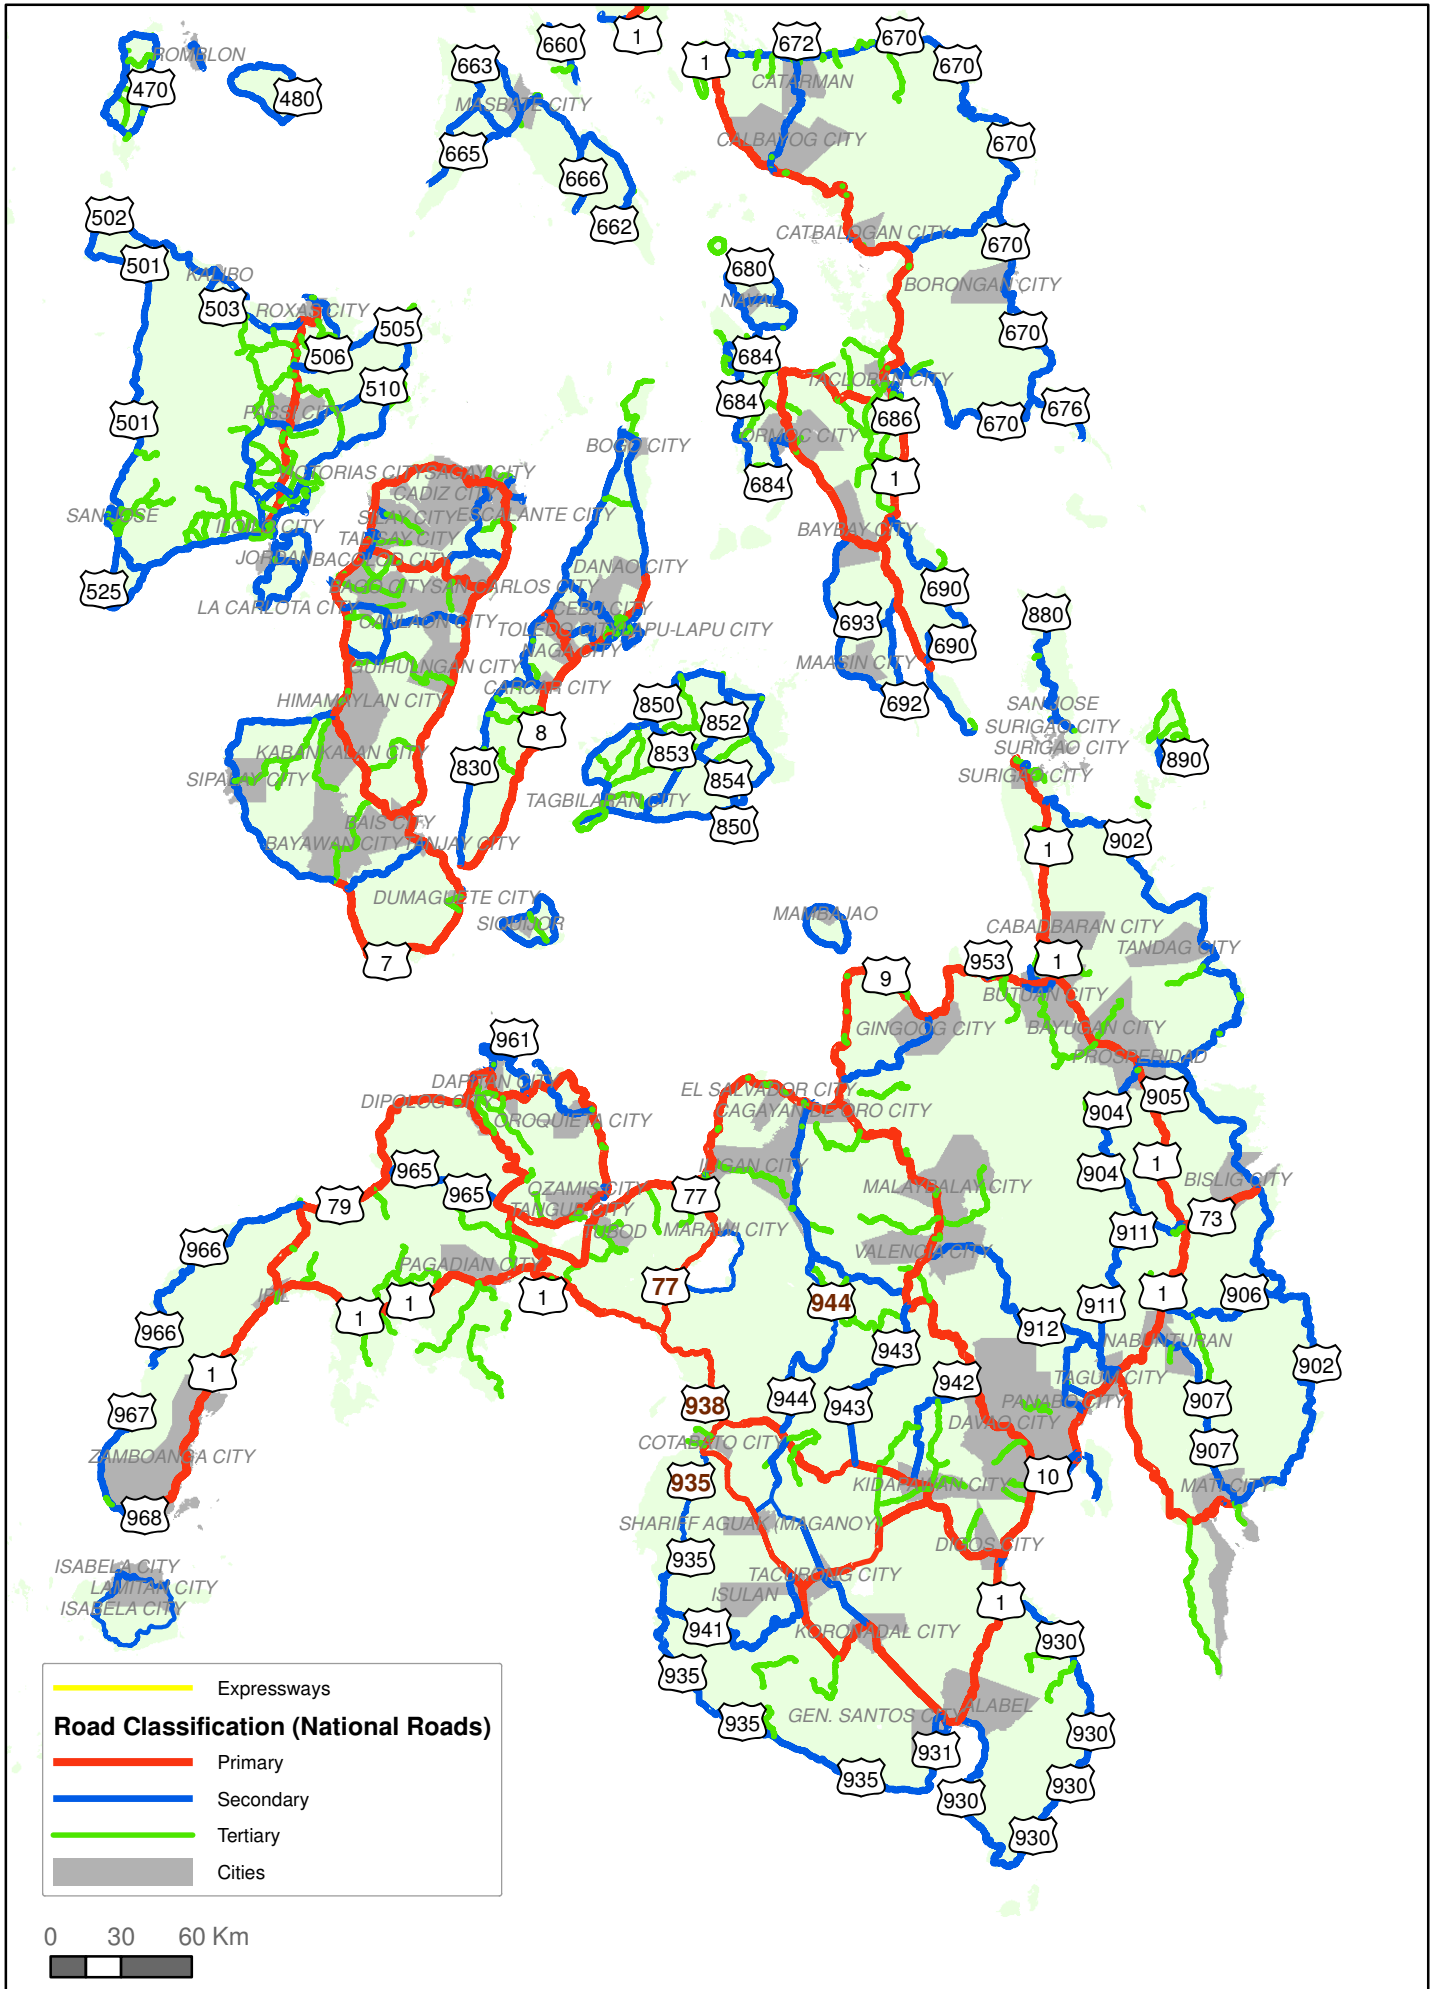 660
1
672
670
1
670
ROMBLON
663
CATARMAN
470
480
MASBATE CITY
CALBAYOG CITY
670
665
666
502
662
CATBALOGAN CITY
670
501
KALIBO
680
BORONGAN CITY
503
ROXAS CITY
NAVAL
505
670
506
684
510
TACLOBAN CITY
684
PASSI CITY
501
686
670
676
ORMOC CITY
BOGO CITY
SAGAY CITY
684
1
CADIZ CITY
SAN JOSE
ILOILO CITY
SILAY CITY
ESCALANTE CITY
BAYBAY CITY
TALISAY CITY
JORDAN
BACOLOD CITY
DANAO CITY
525
BAGO CITY
SAN CARLOS CITY
690
LA CARLOTA CITY
CEBU CITY
880
CANLAON CITY
TOLEDO CITY
LAPU-LAPU CITY
693
NAGA CITY
690
GUIHULNGAN CITY
MAASIN CITY
CARCAR CITY
HIMAMAYLAN CITY
850
692
SAN JOSE
8
852
SURIGAO CITY
KABANKALAN CITY
853
SURIGAO CITY
890
SIPALAY CITY
830
854
SURIGAO CITY
TAGBILARAN CITY
BAIS CITY
850
BAYAWAN CITY
TANJAY CITY
1
902
DUMAGUETE CITY
SIQUIJOR
MAMBAJAO
CABADBARAN CITY
TANDAG CITY
7
9
953
1
BUTUAN CITY
GINGOOG CITY
BAYUGAN CITY
961
PROSPERIDAD
DAPITAN CITY
EL SALVADOR CITY
DIPOLOG CITY
CAGAYAN DE ORO CITY
905
OROQUIETA CITY
904
965
ILIGAN CITY
1
904
BISLIG CITY
965
OZAMIS CITY
77
MALAYBALAY CITY
79
TANGUB CITY
73
TUBOD
MARAWI CITY
911
966
VALENCIA CITY
PAGADIAN CITY
77
944
1
906
IPIL
1
1
1
911
966
912
NABUNTURAN
943
1
902
TAGUM CITY
942
944
943
PANABO CITY
907
967
938
DAVAO CITY
COTABATO CITY
907
ZAMBOANGA CITY
935
KIDAPAWAN CITY
10
MATI CITY
968
SHARIFF AGUAK (MAGANOY)
DIGOS CITY
ISABELA CITY
935
LAMITAN CITY
TACURONG CITY
ISABELA CITY
ISULAN
1
941
KORONADAL CITY
930
935
Expressways
GEN. SANTOS CITY
ALABEL
Road Classification (National Roads)
935
930
931
Primary
935
930
Secondary
930
Tertiary
930
Cities
0 30 60 Km